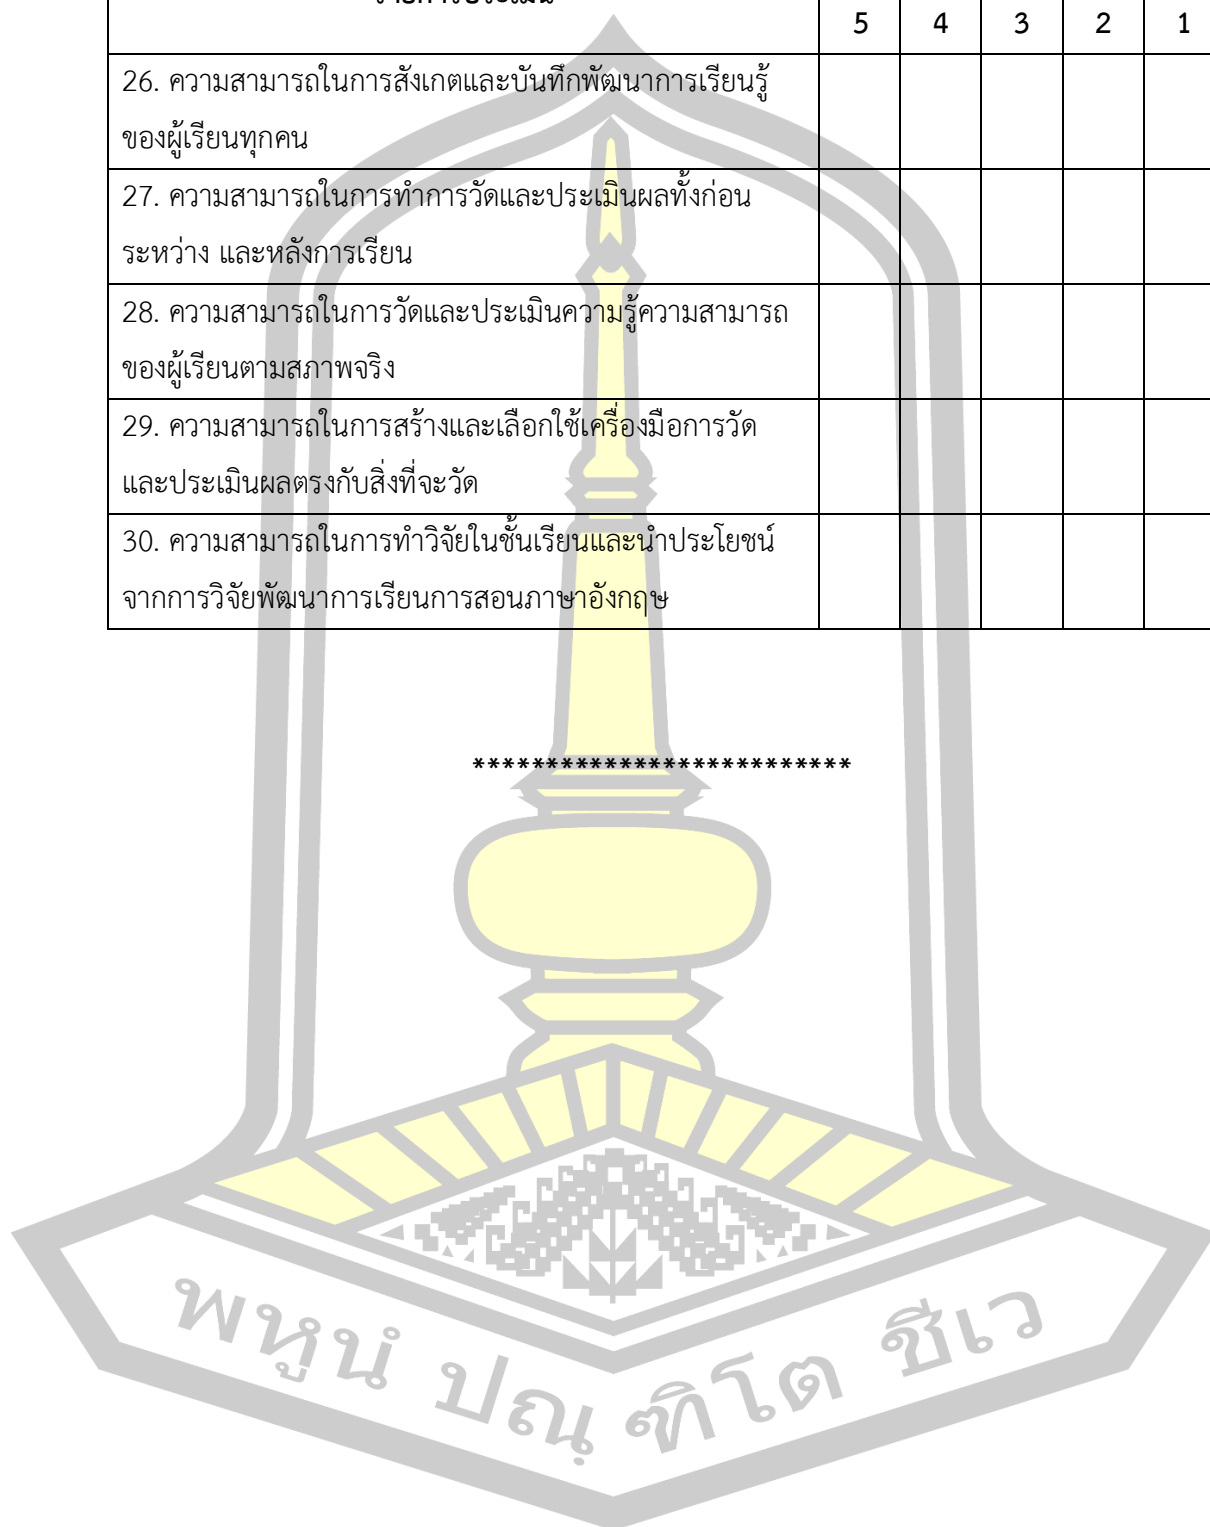 รายการประเมิน
5 4 3 2 1
26. ความสามารถในการสังเกตและบันทึกพัฒนาการเรียนรู้
ของผู้เรียนทุกคน
27. ความสามารถในการทำการวัดและประเมินผลทั้งก่อน
ระหว่าง และหลังการเรียน
28. ความสามารถในการวัดและประเมินความรู้ความสามารถ
ของผู้เรียนตามสภาพจริง
29. ความสามารถในการสร้างและเลือกใช้เครื่องมือการวัด
และประเมินผลตรงกับสิ่งที่จะวัด
30. ความสามารถในการทำวิจัยในชั้นเรียนและนำประโยชน์
จากการวิจัยพัฒนาการเรียนการสอนภาษาอังกฤษ
**************************
พหูนํ ปณฺฑิโต ชีเว